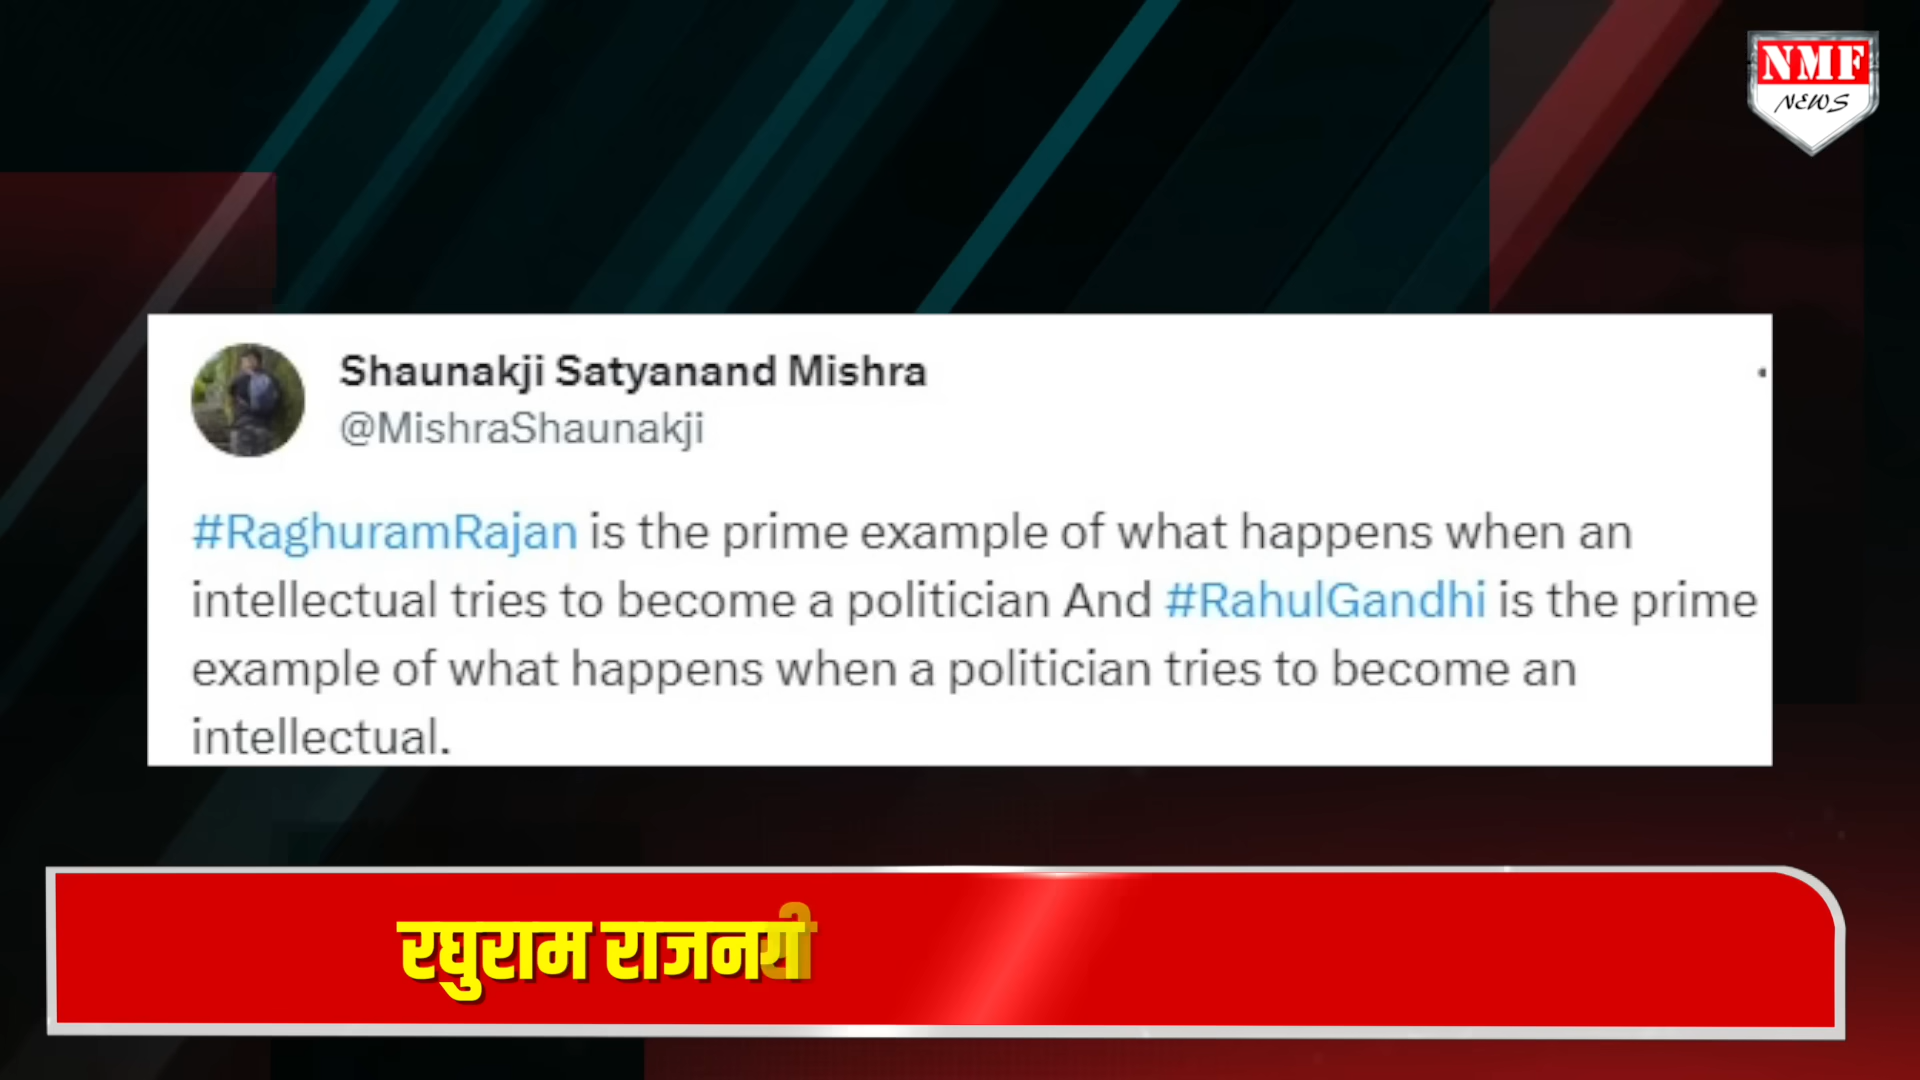 NMF
NEWS
Shaunakji Satyanand Mishra
@MishraShaunakji
#RaghuramRajan is the prime example of what happens when an
intellectual tries to become a politician And #RahulGandhi is the prime
example of what happens when a politician tries to become an
intellectual.
रघुराम